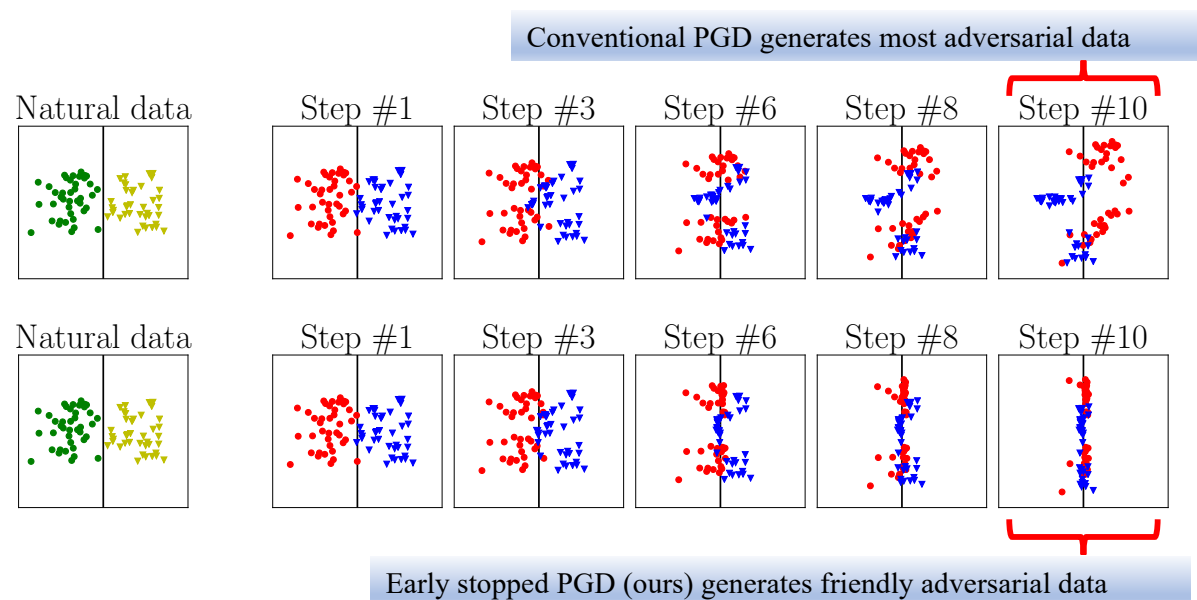 Conventional PGD generates most adversarial data
Natural data Step #1 Step #3 Step #6 Step #8 Step #10
Natural data Step #1 Step #3 Step #6 Step #8 Step #10
Early stopped PGD (ours) generates friendly adversarial data